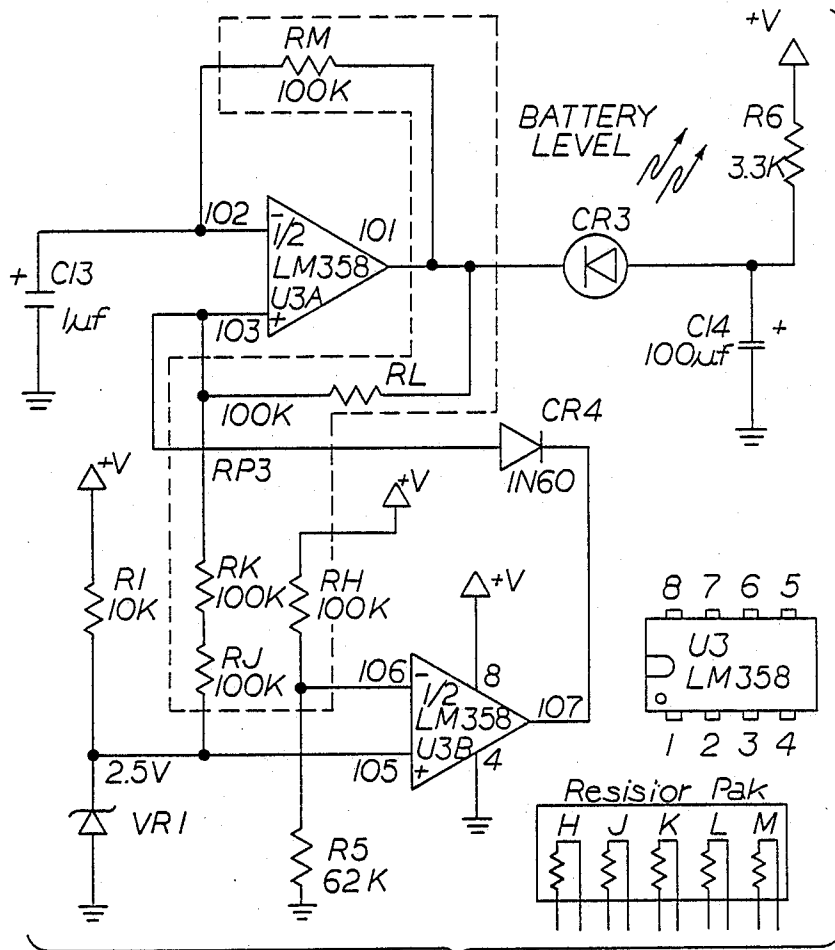 RM
100K
+V
BATTERY
LEVEL
R6
3.3K
102
101
CR3
-
1/2
LM358
U3A
+
103
+
C13
1µf
C14
+
100µf
RL
100K
CR4
RP3
1N60
+V
+V
R1
10K
RK
100K
RH
100K
+V
8 7 6 5
RJ
100K
106
-
1/2
LM358
U3B
+
8
107
4
U3
LM358
2.5V
105
1 2 3 4
VR1
R5
62K
Resisior Pak
H J K L M